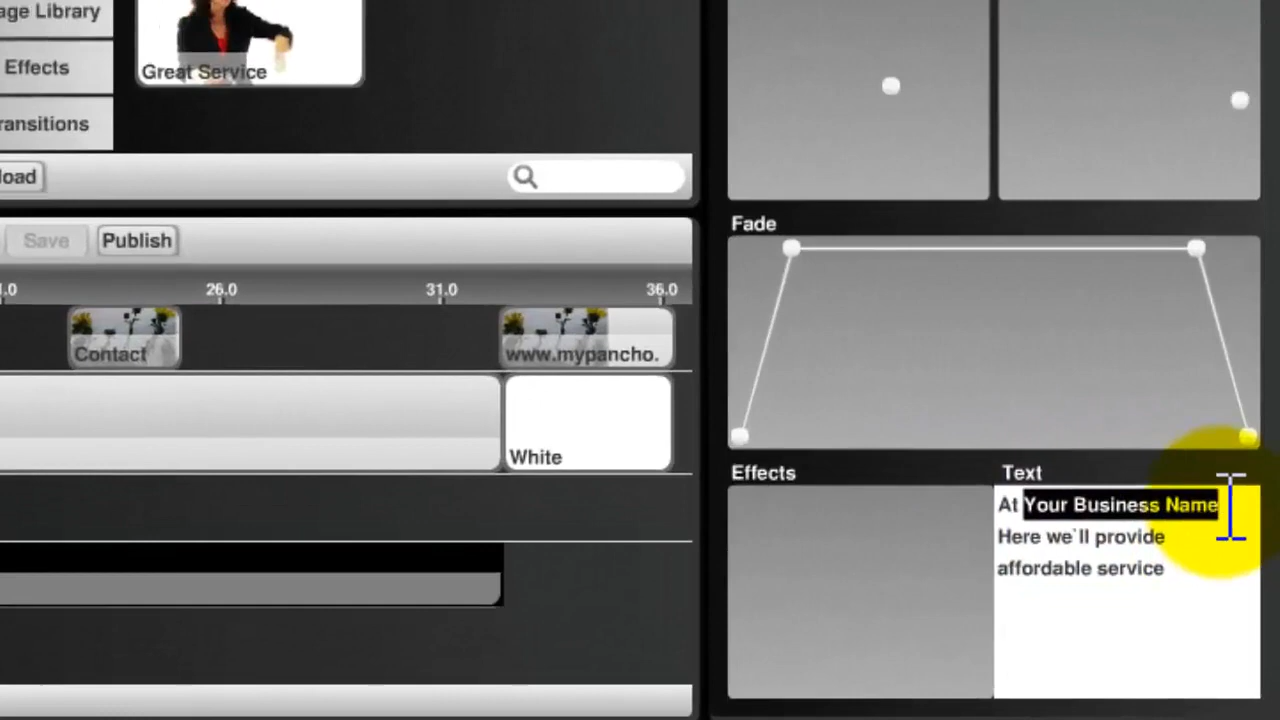 age Library
Effects
ransitions
Great Service
load
Save
Publish
1.0
26.0
31.0
36.0
Contact
www.mypancho.
White
Fade
Effects
Text
At Your Business Name
Here we`ll provide
affordable service